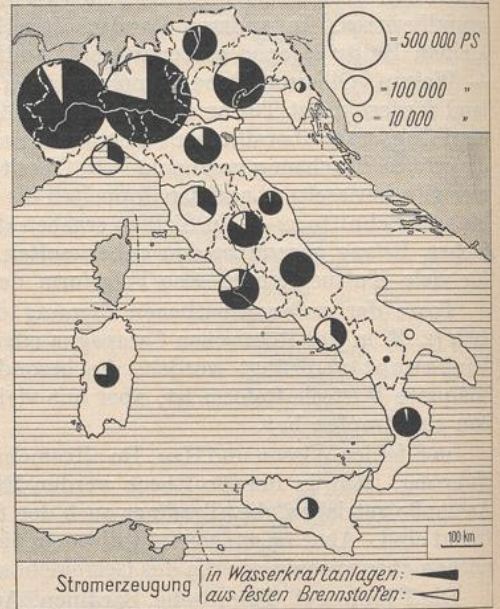 = 500 000 PS
= 100 000 "
= 10 000 "
100 km
Stromerzeugung { in Wasserkraftanlagen:
aus festen Brennstoffen: